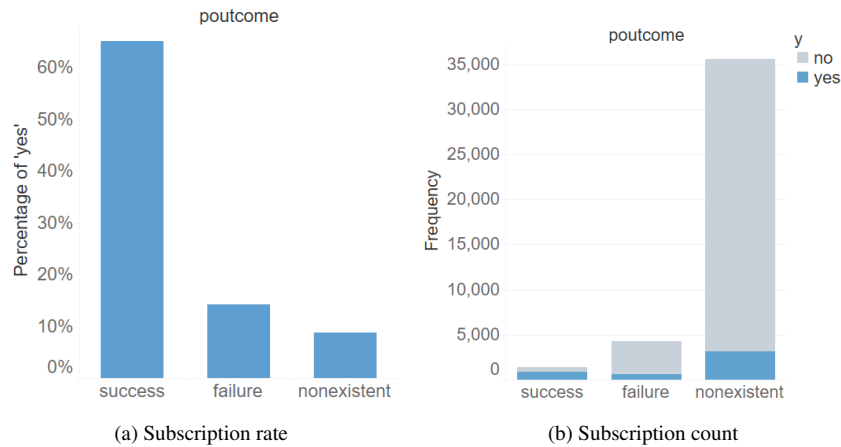 poutcome
Percentage of 'yes'
60%
50%
40%
30%
20%
10%
0%
success failure nonexistent
(a) Subscription rate
poutcome
y
no
yes
Frequency
35,000
30,000
25,000
20,000
15,000
10,000
5,000
0
success failure nonexistent
(b) Subscription count